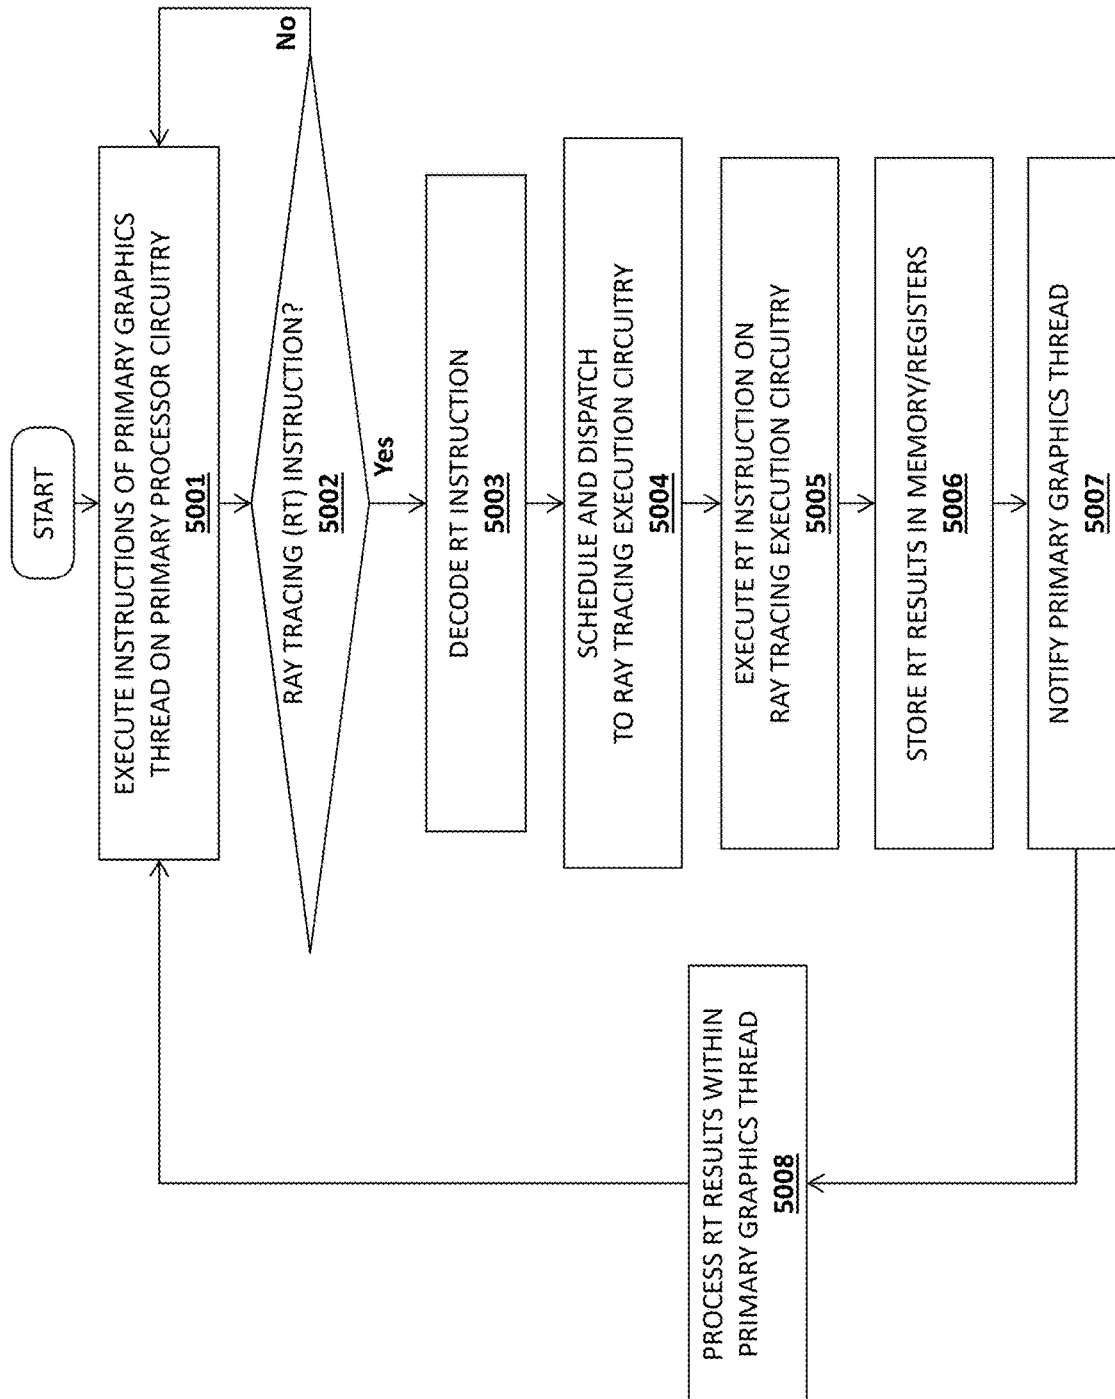 START
EXECUTE INSTRUCTIONS OF PRIMARY GRAPHICS
THREAD ON PRIMARY PROCESSOR CIRCUITRY
5001
No
RAY TRACING (RT) INSTRUCTION?
5002
Yes
DECODE RT INSTRUCTION
5003
SCHEDULE AND DISPATCH
TO RAY TRACING EXECUTION CIRCUITRY
5004
EXECUTE RT INSTRUCTION ON
RAY TRACING EXECUTION CIRCUITRY
5005
STORE RT RESULTS IN MEMORY/REGISTERS
5006
NOTIFY PRIMARY GRAPHICS THREAD
5007
PROCESS RT RESULTS WITHIN
PRIMARY GRAPHICS THREAD
5008